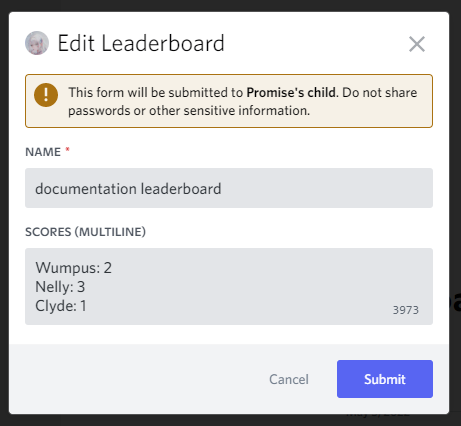 Edit Leaderboard
This form will be submitted to Promise's child. Do not share
passwords or other sensitive information.
NAME *
documentation leaderboard
SCORES (MULTILINE)
Wumpus: 2
Nelly: 3
Clyde: 1
3973
Cancel
Submit